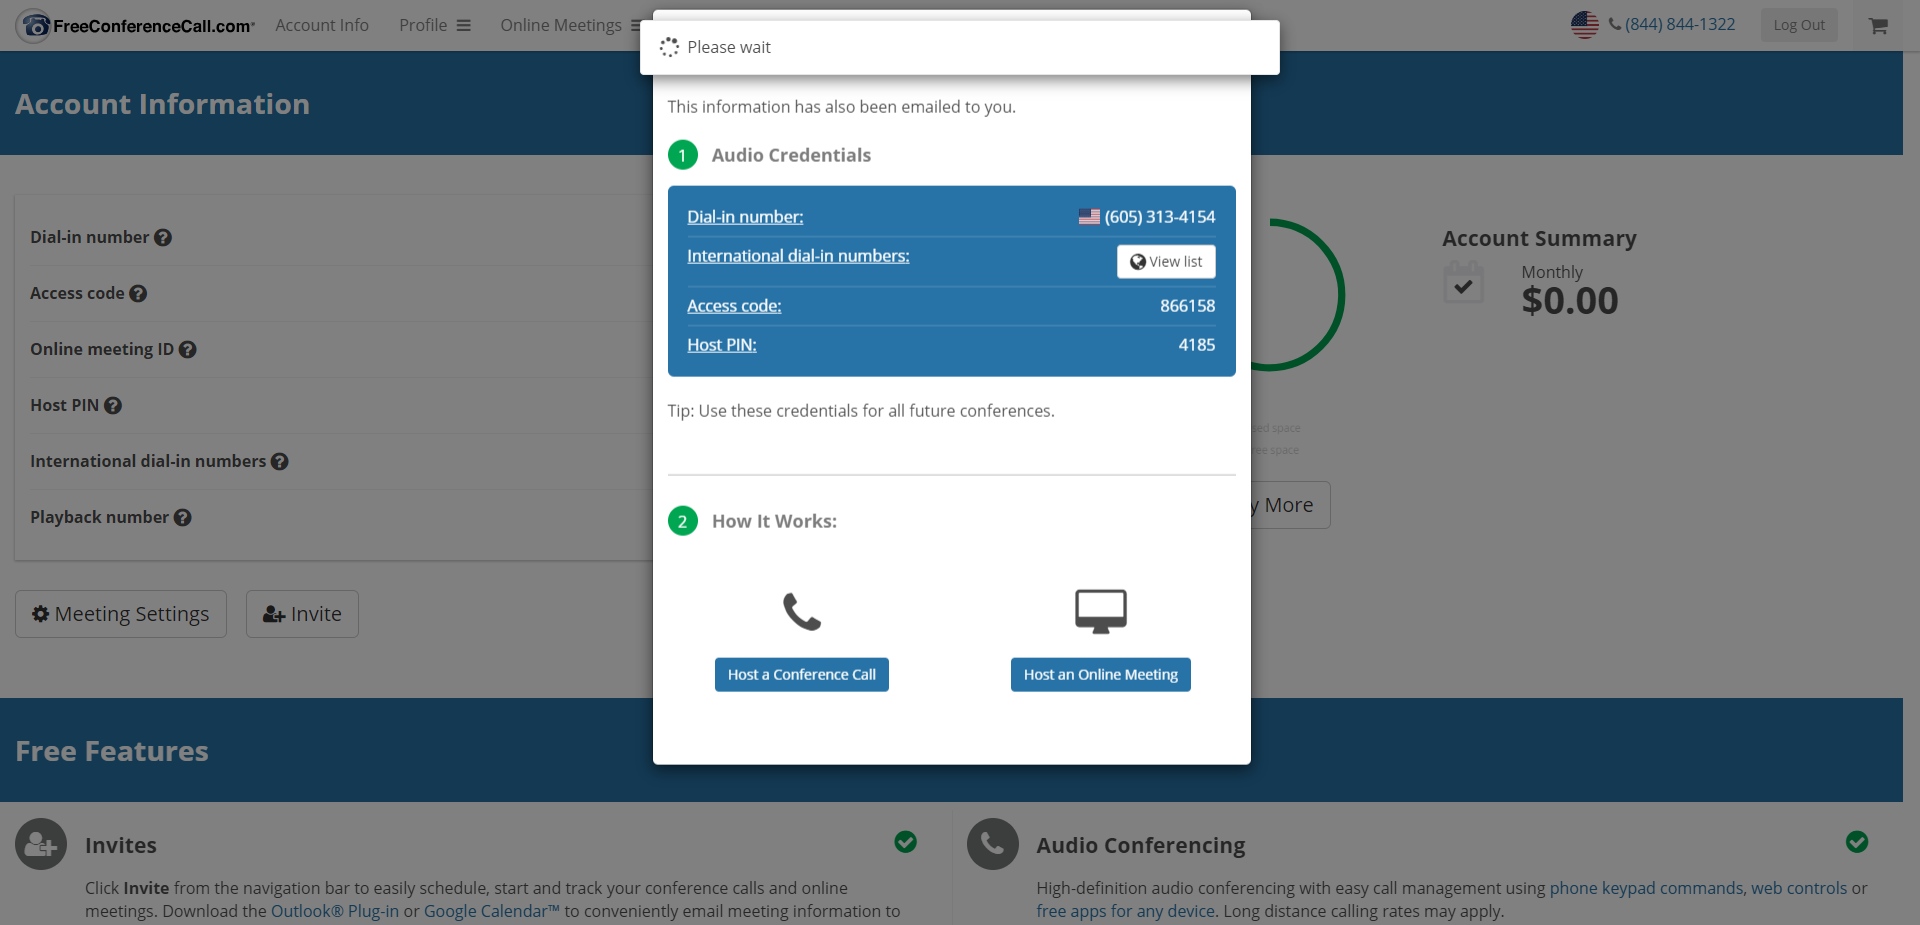 FreeConferenceCall.com
Account Info
Profile
Online Meetings
(844) 844-1322
Log Out
Please wait
Account Information
This information has also been emailed to you.
1 Audio Credentials
Dial-in number: (605) 313-4154
International dial-in numbers: View list
Access code: 866158
Host PIN: 4185
Tip: Use these credentials for all future conferences.
2 How It Works:
Host a Conference Call
Host an Online Meeting
Dial-in number
Access code
Online meeting ID
Host PIN
International dial-in numbers
Playback number
Meeting Settings
Invite
space
space
More
Account Summary
Monthly
$0.00
Free Features
Invites
Click Invite from the navigation bar to easily schedule, start and track your conference calls and online
meetings. Download the Outlook® Plug-in or Google Calendar™ to conveniently email meeting information to
Audio Conferencing
High-definition audio conferencing with easy call management using phone keypad commands, web controls or
free apps for any device. Long distance calling rates may apply.